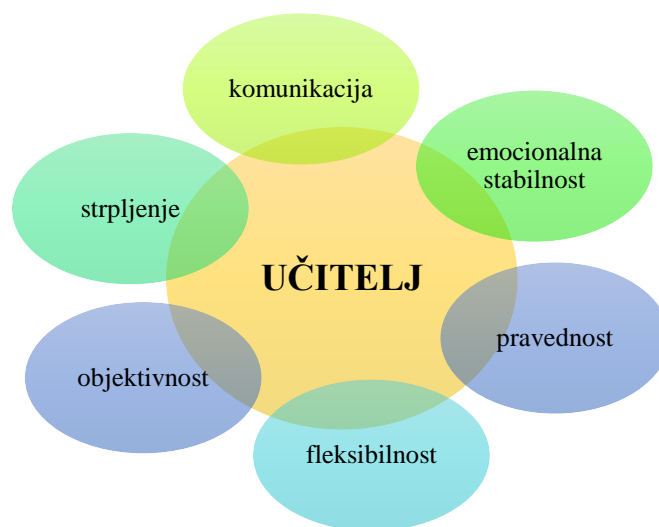 komunikacija
emocionalna
stabilnost
strpljenje
UČITELJ
pravednost
objektivnost
fleksibilnost